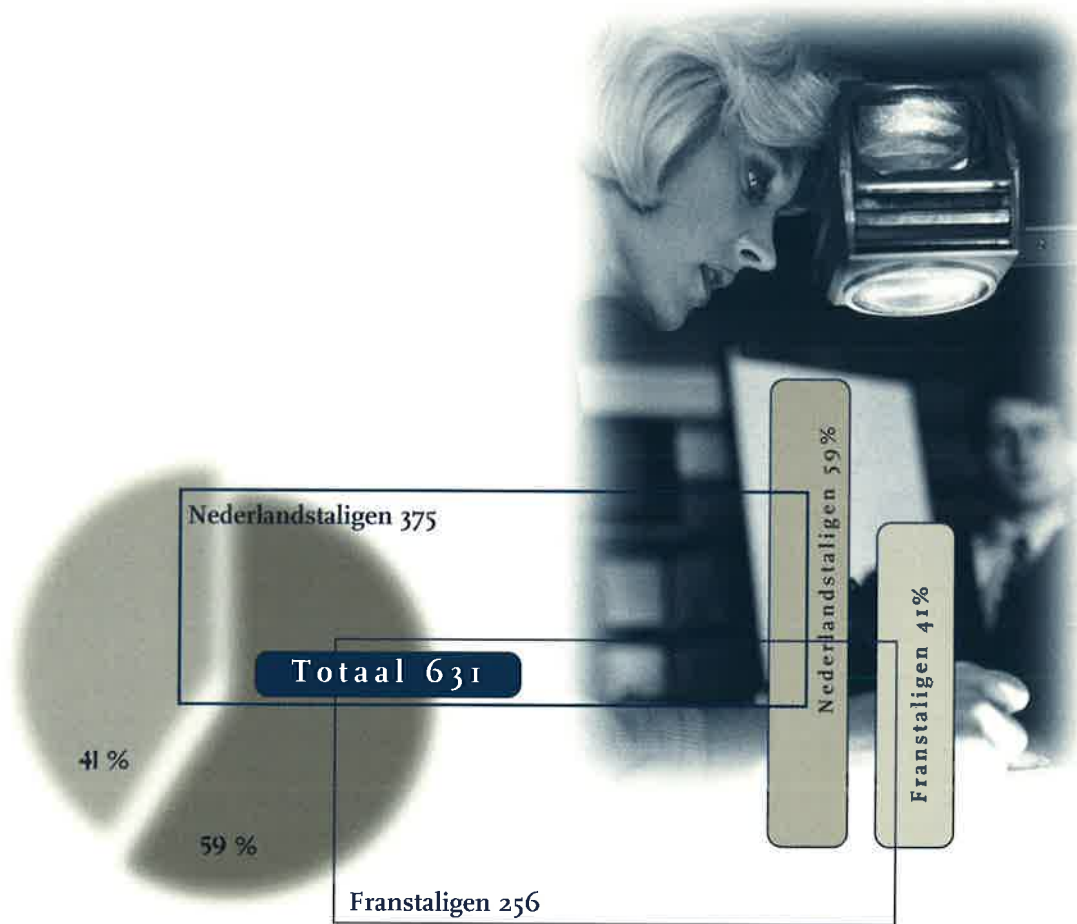 Nederlandstaligen 375
Totaal 631
41 %
59 %
Franstaligen 256
Nederlandstaligen 59%
Franstaligen 41%